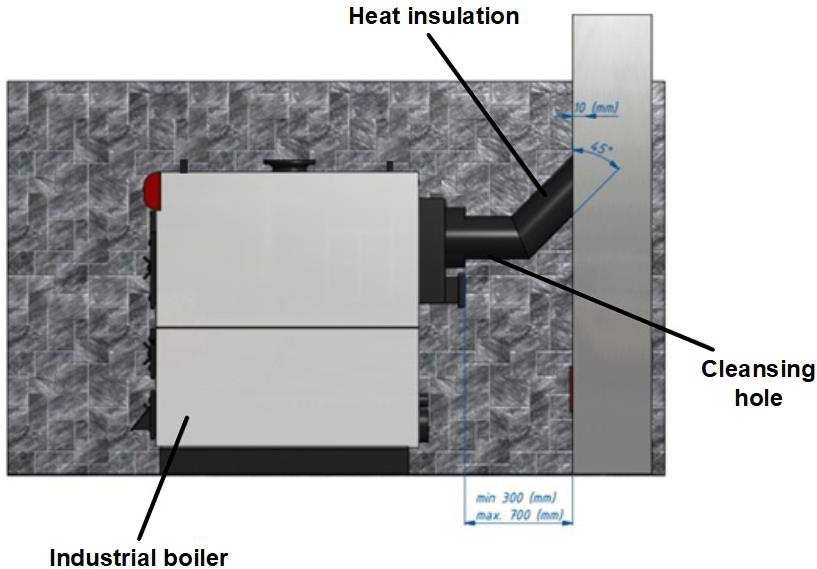 Heat insulation
10 (mm)
45°
Cleansing
hole
min 300 (mm)
max. 700 (mm)
Industrial boiler